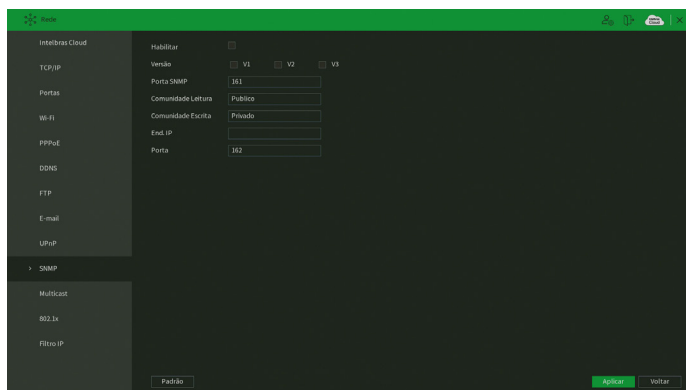 Rede
Intelbras Cloud
TCP/IP
Portas
Wi-Fi
PPPoE
DDNS
FTP
E-mail
UPnP
> SNMP
Multicast
802.1x
Filtro IP
Habilitar
Versão V1 V2 V3
Porta SNMP 161
Comunidade Leitura Publico
Comunidade Escrita Privado
End. IP
Porta 162
Padrão
Aplicar Voltar